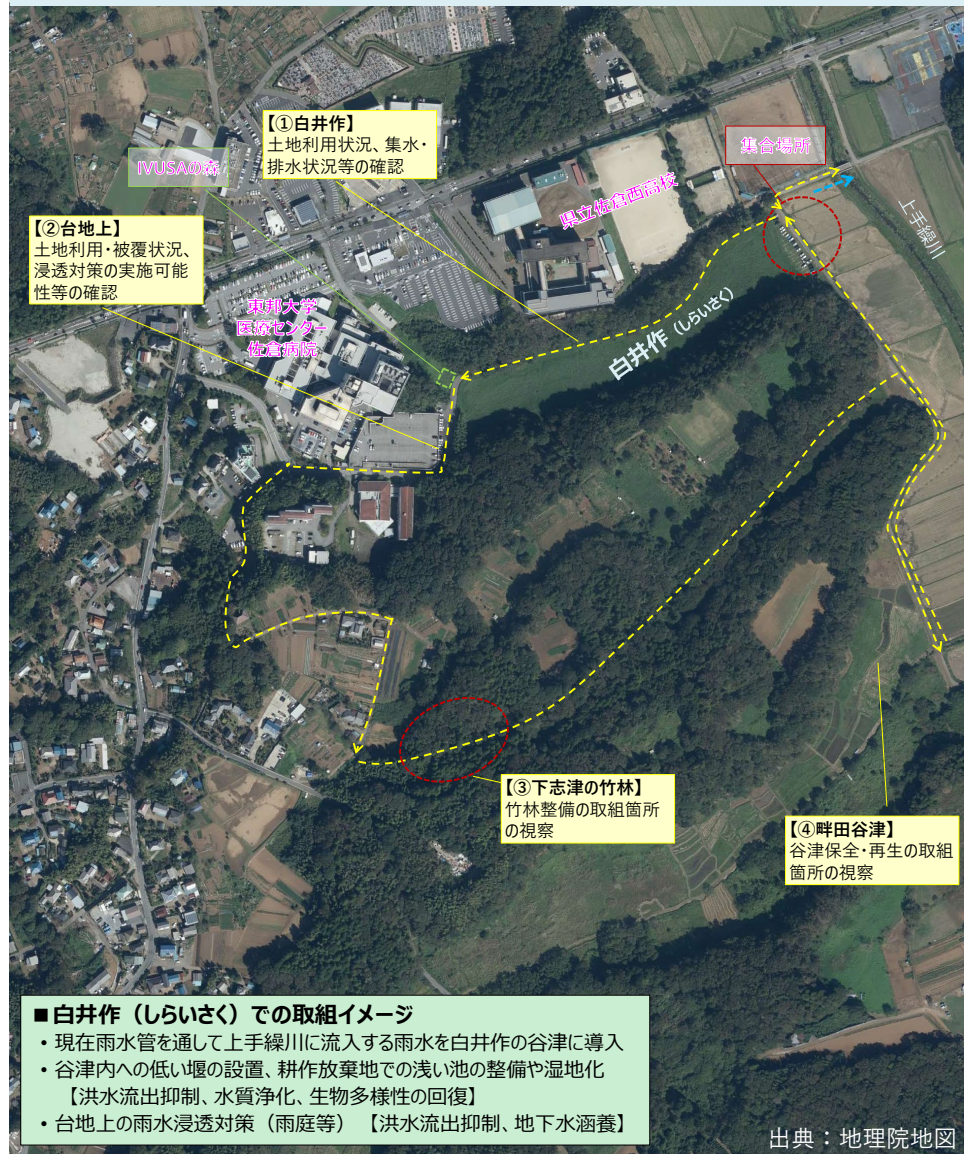 【①白井作】
土地利用状況、集水・
排水状況等の確認
IVUSAの森
集合場所
県立佐倉西高校
上手繰川
【②台地上】
土地利用・被覆状況、
浸透対策の実施可能
性等の確認
東邦大学
医療センター
佐倉病院
白井作（しらいさく）
【③下志津の竹林】
竹林整備の取組箇所
の視察
【④畔田谷津】
谷津保全・再生の取組
箇所の視察
■白井作（しらいさく）での取組イメージ
・現在雨水管を通して上手繰川に流入する雨水を白井作の谷津に導入
・谷津内への低い堰の設置、耕作放棄地での浅い池の整備や湿地化
【洪水流出抑制、水質浄化、生物多様性の回復】
・台地上の雨水浸透対策（雨庭等）【洪水流出抑制、地下水涵養】
出典：地理院地図